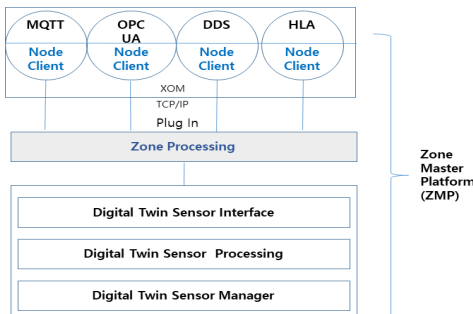 MQTT
Node
Client
OPC
UA
Node
Client
DDS
Node
Client
HLA
Node
Client
XOM
TCP/IP
Plug In
Zone Processing
Digital Twin Sensor Interface
Digital Twin Sensor Processing
Digital Twin Sensor Manager
Zone
Master
Platform
(ZMP)